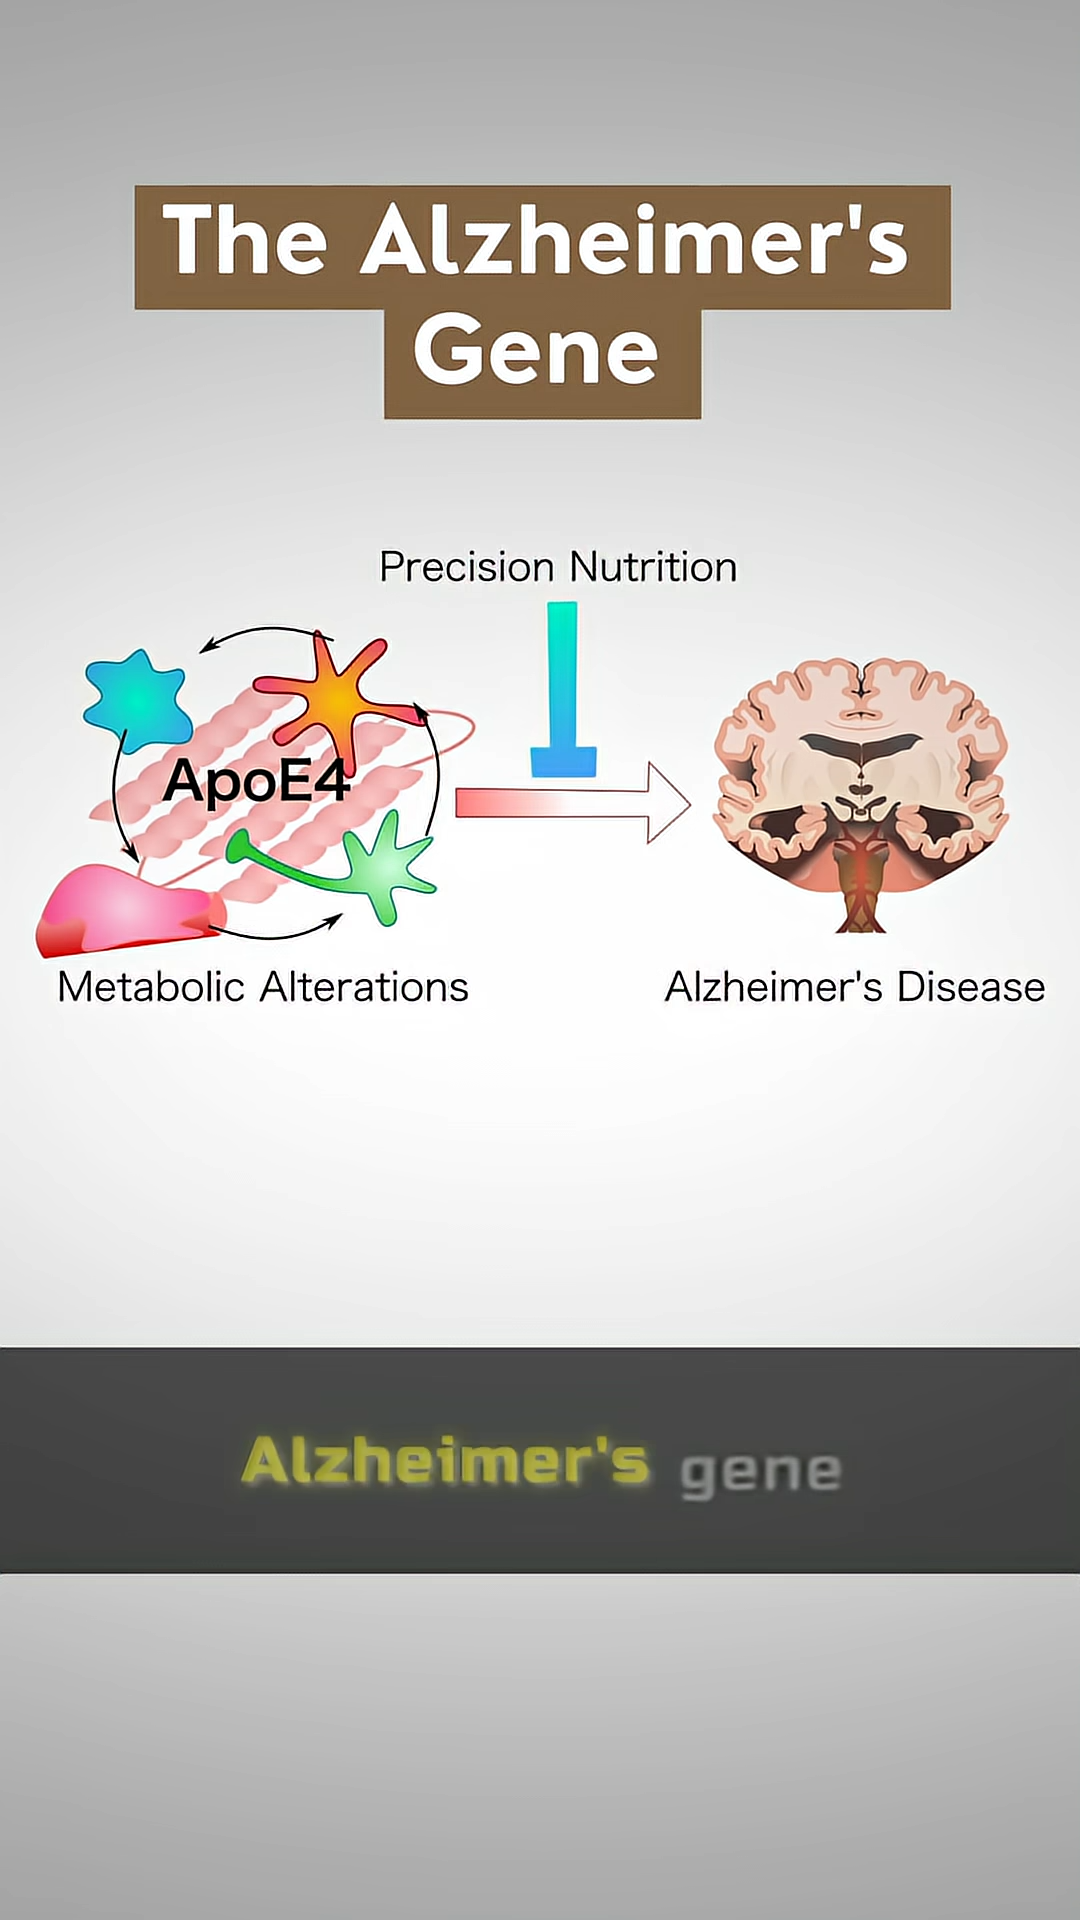 The Alzheimer's
Gene
Precision Nutrition
ApoE4
Metabolic Alterations
Alzheimer's Disease
Alzheimer's gene